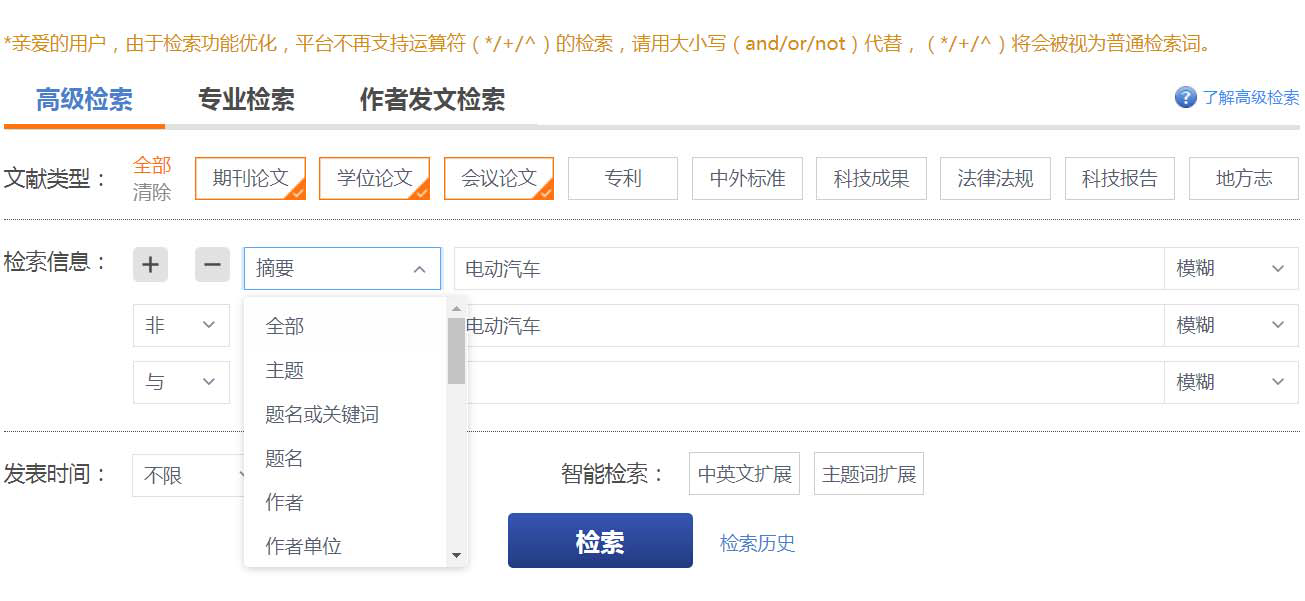 *亲爱的用户，由于检索功能优化，平台不再支持运算符（*/+/^）的检索，请用大小写（and/or/not）代替，（*/+/^）将会被视为普通检索词。
高级检索 专业检索 作者发文检索 ? 了解高级检索
文献类型： 全部 清除 期刊论文 学位论文 会议论文 专利 中外标准 科技成果 法律法规 科技报告 地方志
检索信息： + − 摘要 电动汽车 模糊
非 电动汽车 模糊
与 模糊
全部
主题
题名或关键词
题名
作者
作者单位
发表时间： 不限 智能检索： 中英文扩展 主题词扩展
检索 检索历史